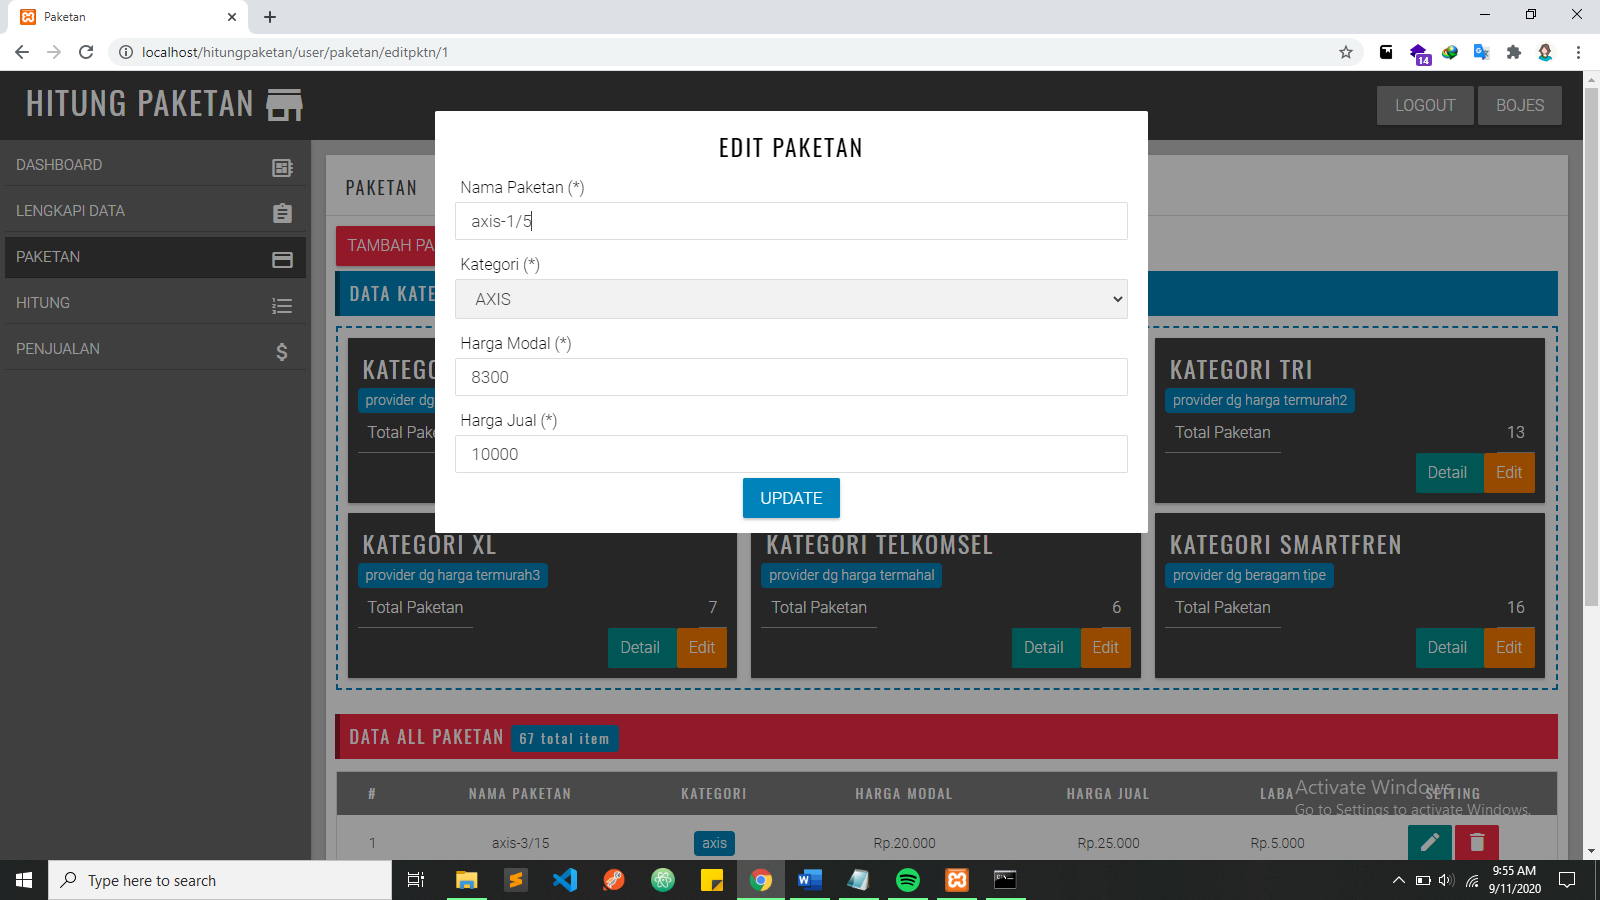 Paketan
localhost/hitungpaketan/user/paketan/editpktn/1
14
HITUNG PAKETAN
LOGOUT
BOJES
DASHBOARD
LENGKAPI DATA
PAKETAN
HITUNG
PENJUALAN
PAKETAN
TAMBAH PA
DATA KATE
EDIT PAKETAN
Nama Paketan (*)
axis-1/5
Kategori (*)
AXIS
Harga Modal (*)
8300
Harga Jual (*)
10000
UPDATE
KATEGO
provider dg
Total Pake
KATEGORI TRI
provider dg harga termurah2
Total Paketan 13
Detail Edit
KATEGORI XL
provider dg harga termurah3
Total Paketan 7
Detail Edit
KATEGORI TELKOMSEL
provider dg harga termahal
Total Paketan 6
Detail Edit
KATEGORI SMARTFREN
provider dg beragam tipe
Total Paketan 16
Detail Edit
DATA ALL PAKETAN 67 total item
# NAMA PAKETAN KATEGORI HARGA MODAL HARGA JUAL LABA SETTING
1 axis-3/15 axis Rp.20.000 Rp.25.000 Rp.5.000
Activate Windows
Go to Settings to activate Windows.
Type here to search
9:55 AM
9/11/2020